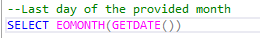 --Last day of the provided month
SELECT EOMONTH(GETDATE())